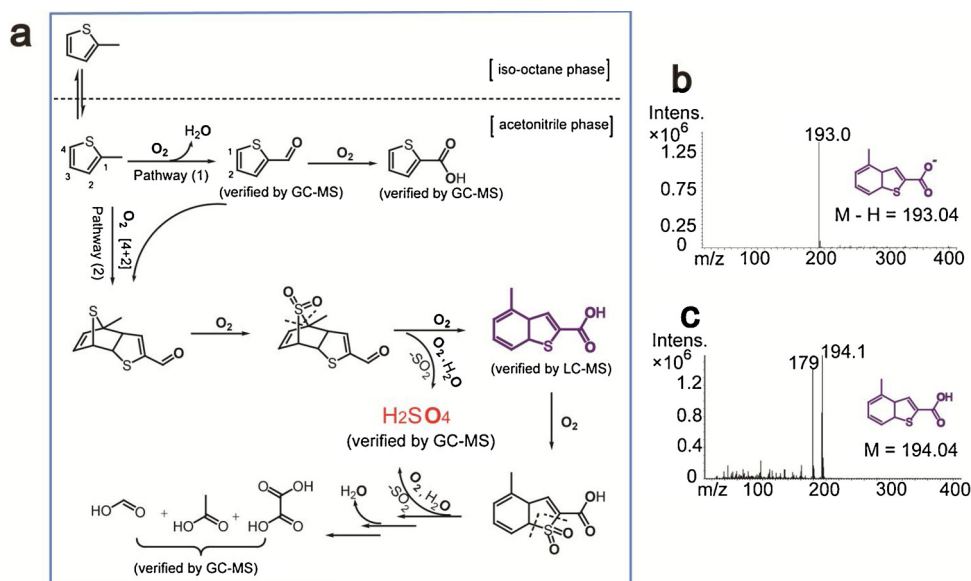 a
S
[ iso-octane phase]
[ acetonitrile phase]
S
4
1
3
2
O₂
H₂O
Pathway (1)
1
S
2
O
(verified by GC-MS)
O₂
S
O
OH
(verified by GC-MS)
O₂ [4+2]
Pathway (2)
S
S
O
O₂
O
O
S
S
O
O₂
O₂, H₂O
-SO₂
OH
O
S
(verified by LC-MS)
H₂SO₄
(verified by GC-MS)
O₂
O₂, H₂O
-SO₂
H₂O
OH
O
S
O
O
HO
O
+
HO
O
+
O
OH
HO
O
(verified by GC-MS)
b
Intens.
×10⁶
1.25
0.75
0.25
0
193.0
O⁻
O
S
M - H = 193.04
m/z
100
200
300
400
c
Intens.
×10⁶
1.2
0.8
0.4
0
179
194.1
OH
O
S
M = 194.04
m/z
100
200
300
400